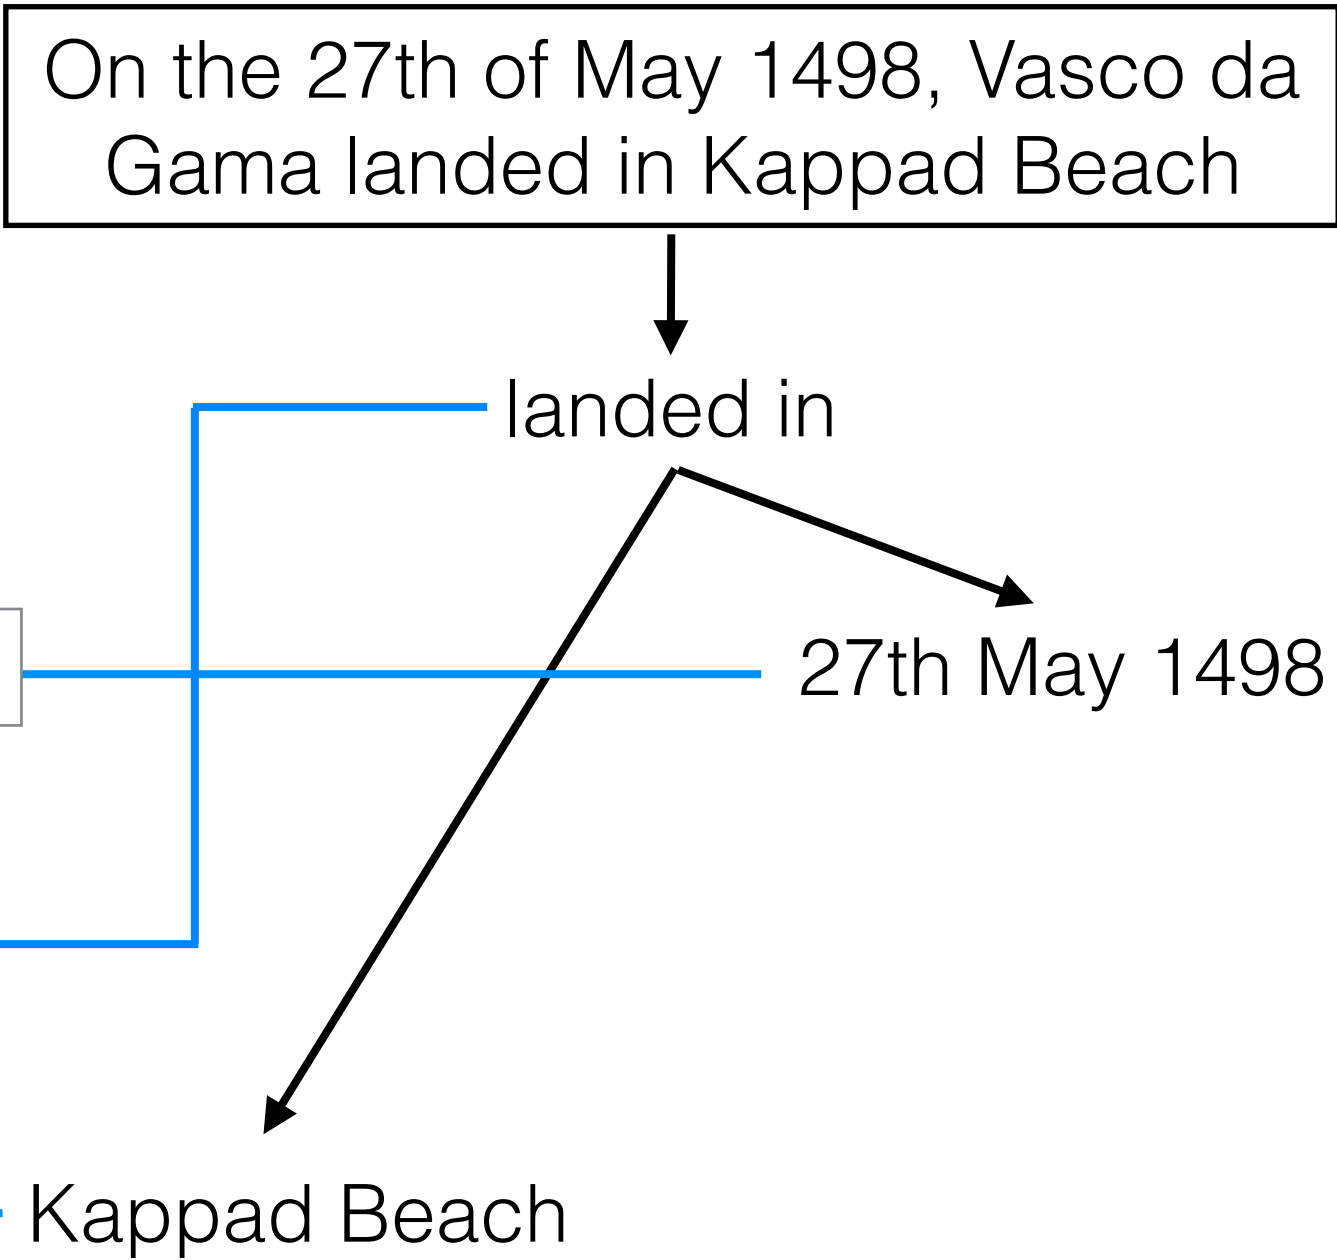 On the 27th of May 1498, Vasco da
Gama landed in Kappad Beach
landed in
27th May 1498
Kappad Beach